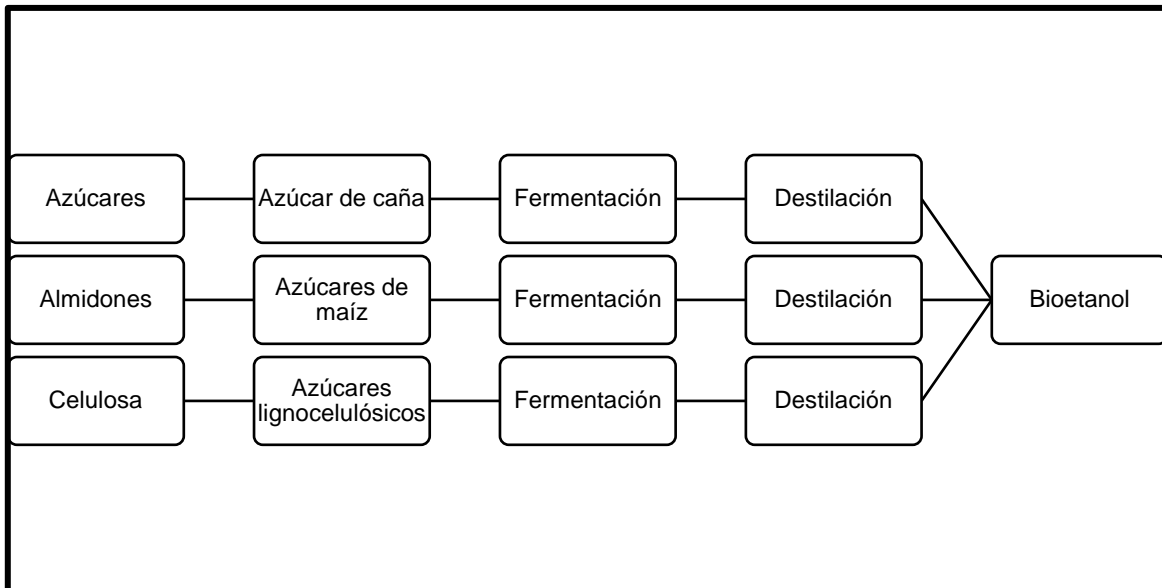 Azúcares
Azúcar de caña
Fermentación
Destilación
Almidones
Azúcares de
maíz
Fermentación
Destilación
Bioetanol
Celulosa
Azúcares
lignocelulósicos
Fermentación
Destilación